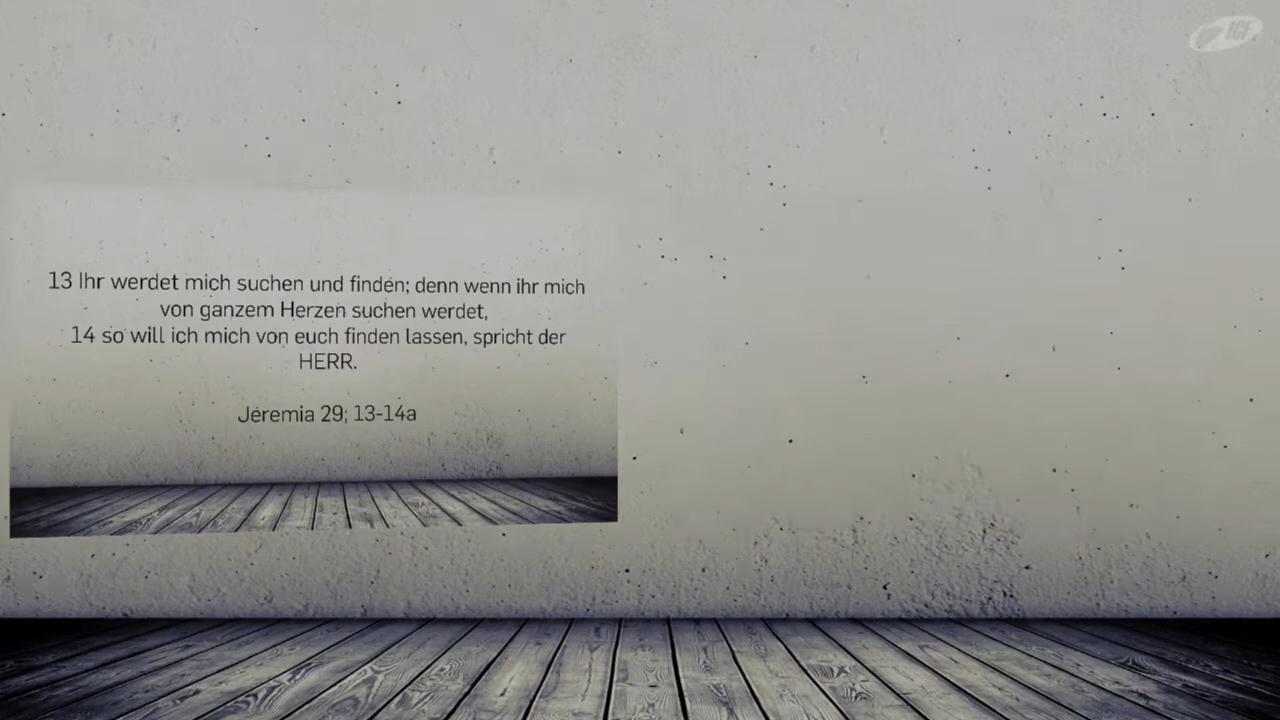 ICF
13 Ihr werdet mich suchen und finden; denn wenn ihr mich
von ganzem Herzen suchen werdet,
14 so will ich mich von euch finden lassen, spricht der
HERR.
Jeremia 29; 13-14a